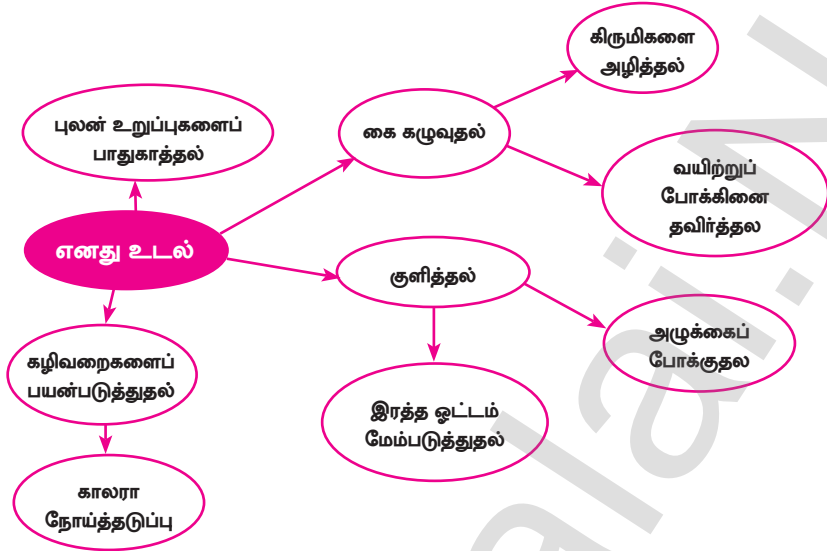 கிருமிகளை
அழித்தல்
புலன் உறுப்புகளைப்
பாதுகாத்தல்
கை கழுவுதல்
வயிற்றுப்
போக்கினை
தவிர்த்தல
எனது உடல்
குளித்தல்
அழுக்கைப்
போக்குதல
கழிவறைகளைப்
பயன்படுத்துதல்
இரத்த ஓட்டம்
மேம்படுத்துதல்
காலரா
நோய்த்தடுப்பு